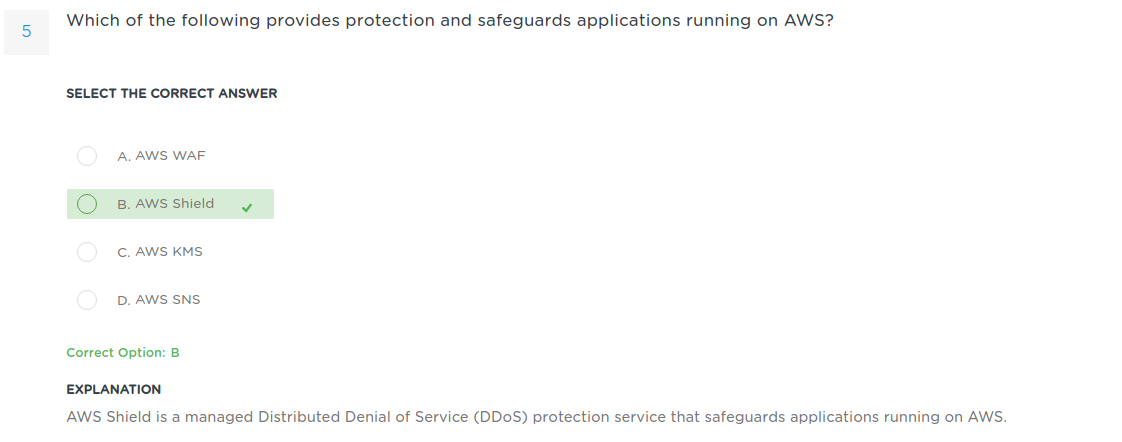 5
Which of the following provides protection and safeguards applications running on AWS?
SELECT THE CORRECT ANSWER
A. AWS WAF
B. AWS Shield
C. AWS KMS
D. AWS SNS
Correct Option: B
EXPLANATION
AWS Shield is a managed Distributed Denial of Service (DDoS) protection service that safeguards applications running on AWS.